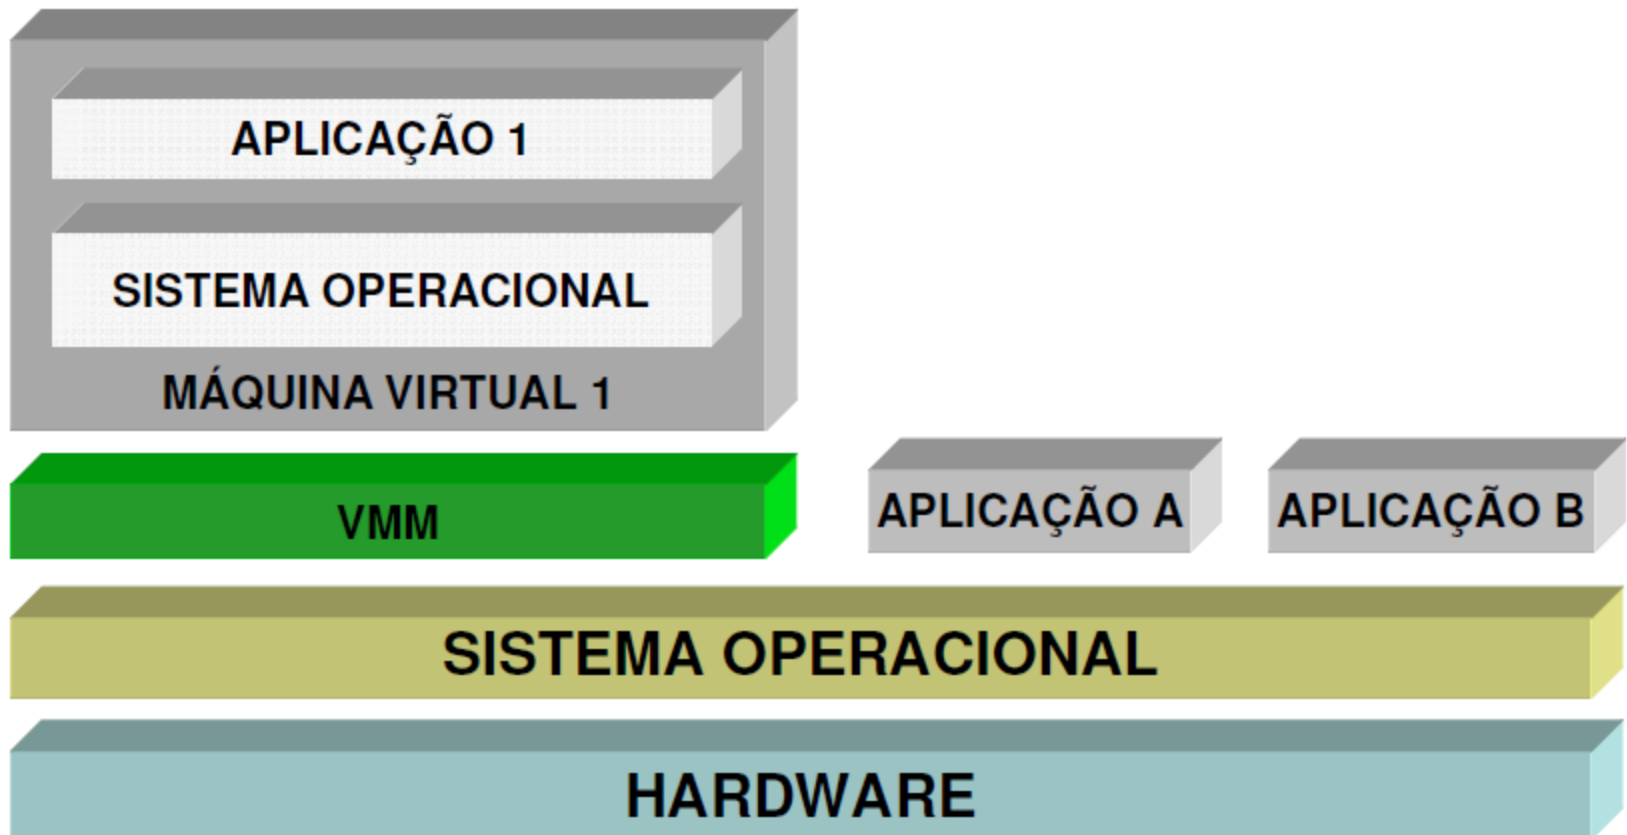 APLICAÇÃO 1
SISTEMA OPERACIONAL
MÁQUINA VIRTUAL 1
VMM
APLICAÇÃO A
APLICAÇÃO B
SISTEMA OPERACIONAL
HARDWARE